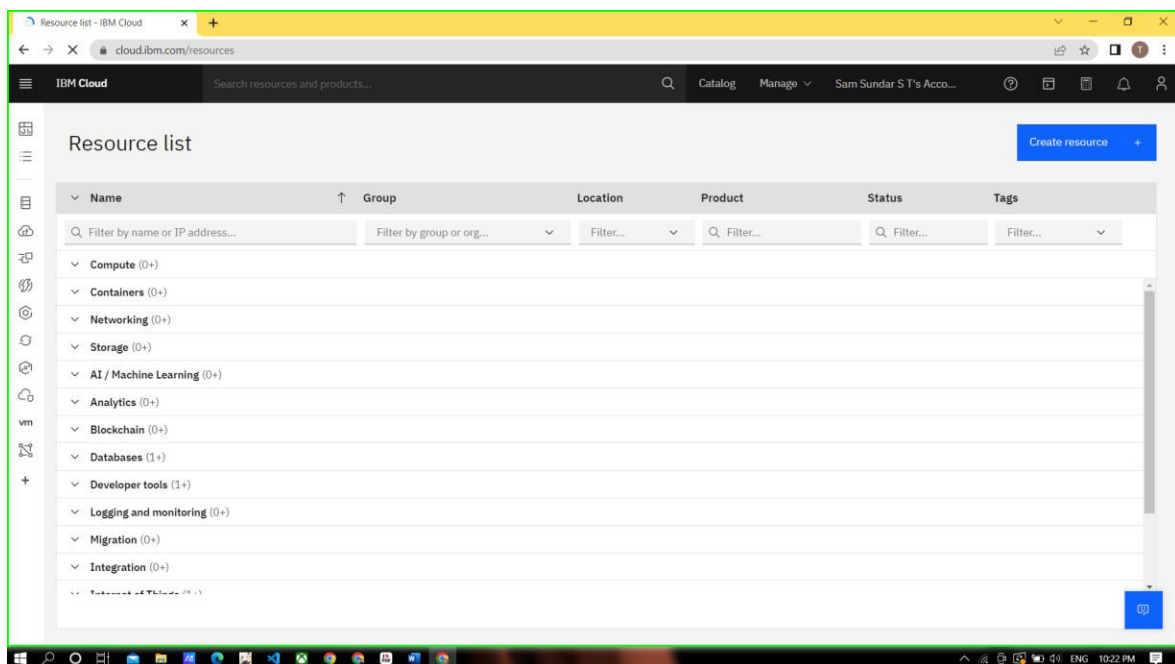 Resource list - IBM Cloud
cloud.ibm.com/resources
T
IBM Cloud
Search resources and products...
Catalog
Manage
Sam Sundar S T's Acco...
Resource list
Create resource +
Name
Group
Location
Product
Status
Tags
Filter by name or IP address...
Filter by group or org...
Filter...
Filter...
Filter...
Filter...
Compute (0+)
Containers (0+)
Networking (0+)
Storage (0+)
AI / Machine Learning (0+)
Analytics (0+)
vm
Blockchain (0+)
Databases (1+)
Developer tools (1+)
Logging and monitoring (0+)
Migration (0+)
Integration (0+)
Internet of Things (1+)
ENG 10:22 PM